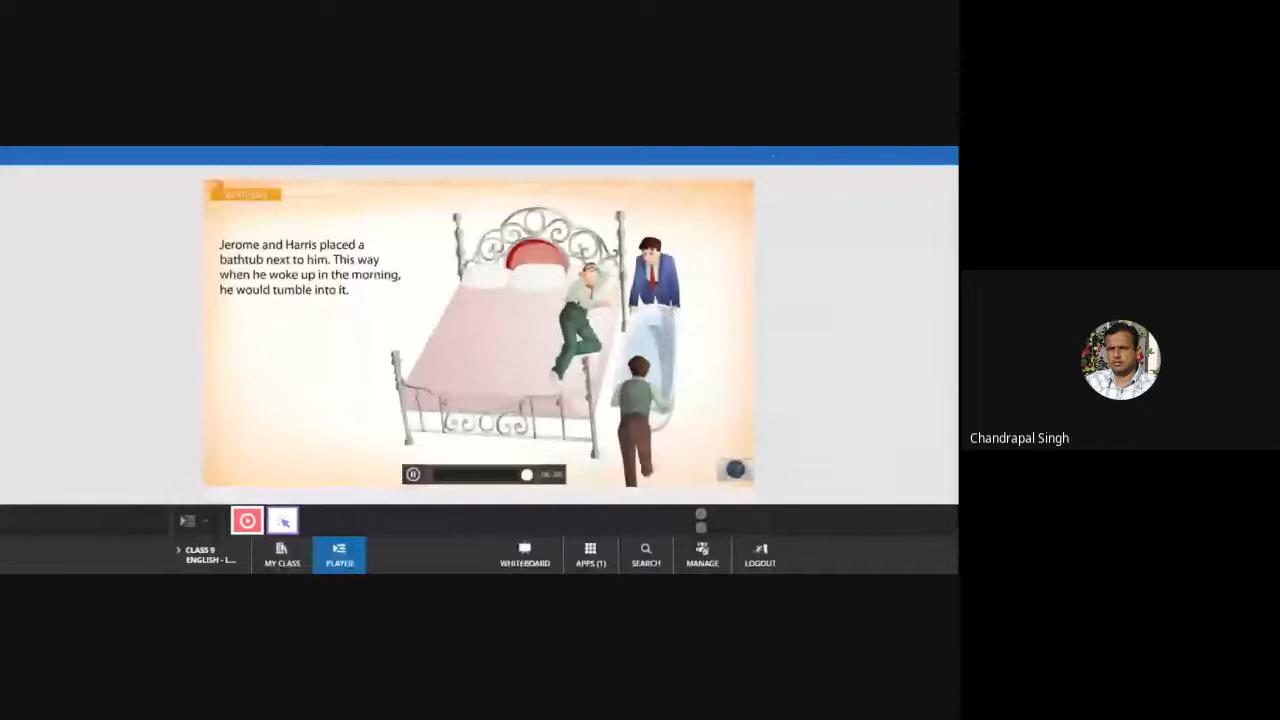 Jerome and Harris placed a
bathtub next to him. This way
when he woke up in the morning,
he would tumble into it.
Chandrapal Singh
CLASS 9
ENGLISH - L...
MY CLASS
PLAYER
WHITEBOARD
APPS (1)
SEARCH
MANAGE
LOGOUT